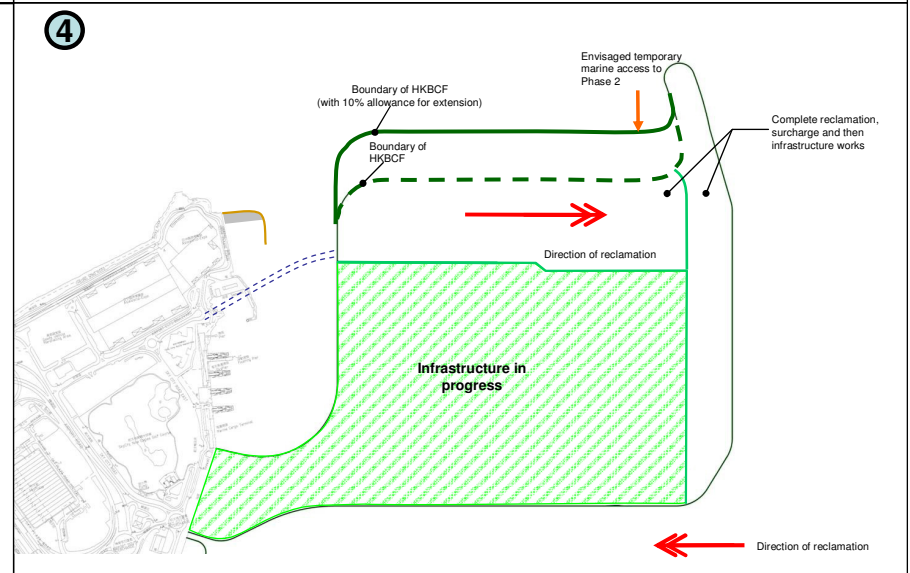 4
Envisaged temporary
marine access to
Phase 2
Boundary of HKBCF
(with 10% allowance for extension)
Complete reclamation,
surcharge and then
infrastructure works
Boundary of
HKBCF
Direction of reclamation
Infrastructure in
progress
Direction of reclamation